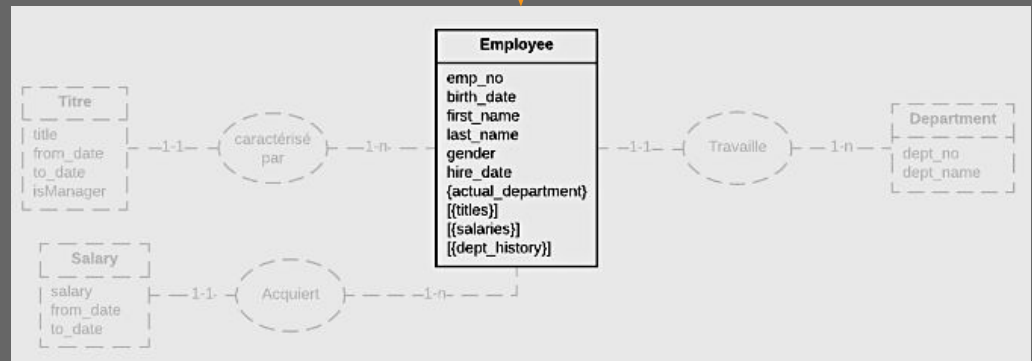 Employee
emp_no
birth_date
first_name
last_name
gender
hire_date
{actual_department}
[{titles}]
[{salaries}]
[{dept_history}]
Titre
title
from_date
to_date
isManager
1-1
caractérisé
par
1-n
1-1
Travaille
1-n
Department
dept_no
dept_name
Salary
salary
from_date
to_date
1-1
Acquiert
1-n